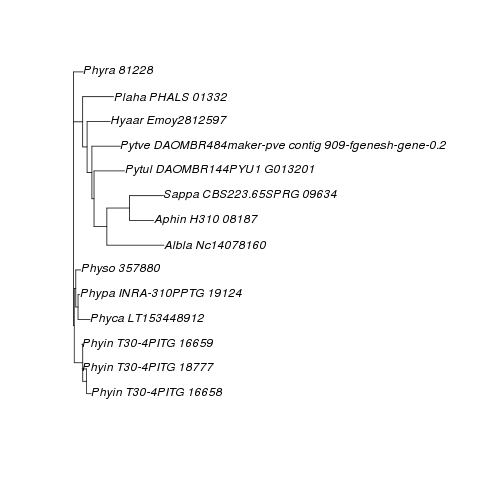 Phyra 81228
Plaha PHALS 01332
Hyaar Emoy2812597
Pytve DAOMBR484maker-pve contig 909-fgenesh-gene-0.2
Pytul DAOMBR144PYU1 G013201
Sappa CBS223.65SPRG 09634
Aphin H310 08187
Albla Nc14078160
Physo 357880
Phypa INRA-310PPTG 19124
Phyca LT153448912
Phyin T30-4PITG 16659
Phyin T30-4PITG 18777
Phyin T30-4PITG 16658